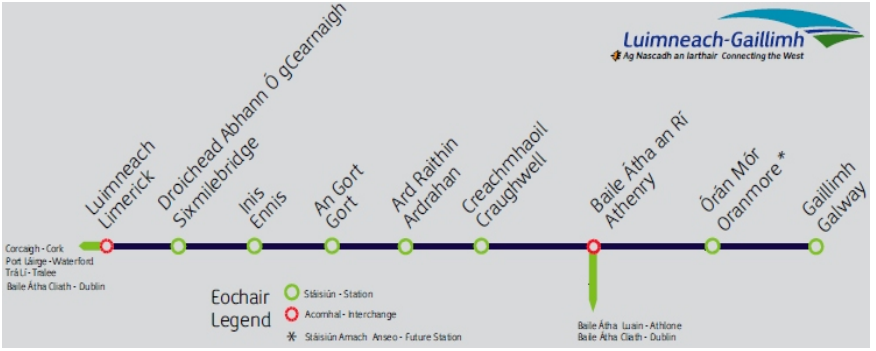 Luimneach-Gaillimh
Ag Nascadh an Iarthair Connecting the West
Luimneach
Limerick
Droichead Abhann Ó gCearnaigh
Sixmilebridge
Inis
Ennis
An Gort
Gort
Ard Raithin
Ardrahan
Creachmhaoil
Craughwell
Baile Átha an Rí
Athenry
Órán Mór
Oranmore *
Gaillimh
Galway
Corcaigh - Cork
Port Láirge - Waterford
Trá Lí - Tralee
Baile Átha Cliath - Dublin
Eochair
Legend
Stáisiún - Station
Acomhal - Interchange
* Stáisiún Amach Anseo - Future Station
Baile Átha Luain - Athlone
Baile Átha Cliath - Dublin